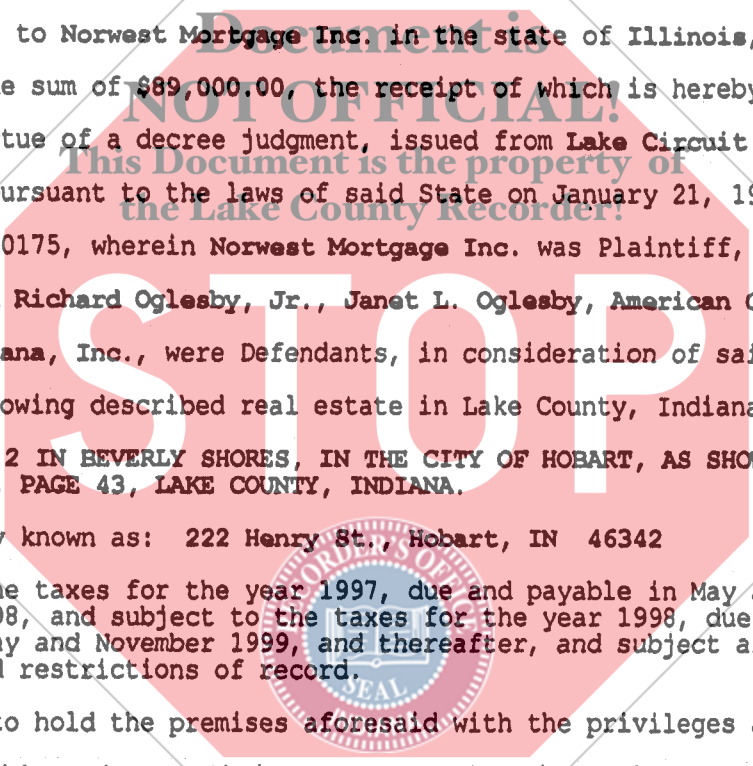 to Norwest Mortgage Inc. in the state of Illinois,
Document is
e sum of $89,000.00, the receipt of which is hereby
NOT OFFICIAL!
tue of a decree judgment, issued from Lake Circuit
This Document is the property of
ursuant to the laws of said State on January 21, 19
the Lake County Recorder!
0175, wherein Norwest Mortgage Inc. was Plaintiff,
Richard Oglesby, Jr., Janet L. Oglesby, American G
STOP
ana, Inc., were Defendants, in consideration of sai
owing described real estate in Lake County, Indiana
2 IN BEVERLY SHORES, IN THE CITY OF HOBART, AS SHO
PAGE 43, LAKE COUNTY, INDIANA.
y known as: 222 Henry St., Hobart, IN 46342
RECORDER'S OFFICE
ne taxes for the year 1997, due and payable in May
98, and subject to the taxes for the year 1998, due
ay and November 1999, and thereafter, and subject a
d restrictions of record.
SEAL
to hold the premises aforesaid with the privileges a